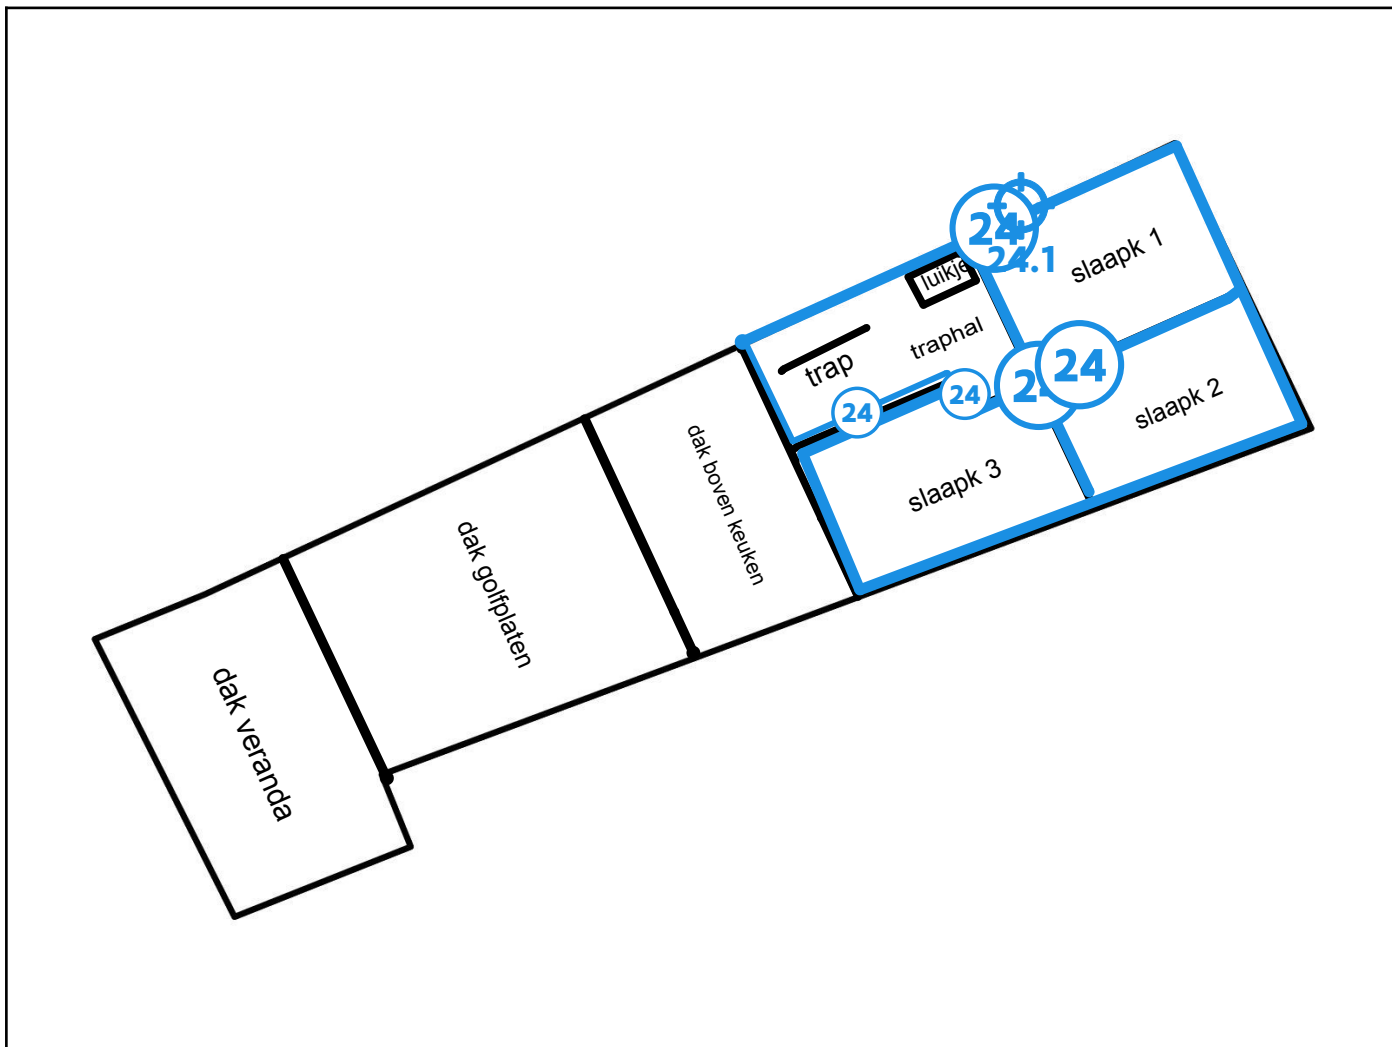 24
24.1
slaapk 1
luikje
traphal
trap
24
24
24
24
slaapk 2
slaapk 3
dak boven keuken
dak golfplaten
dak veranda